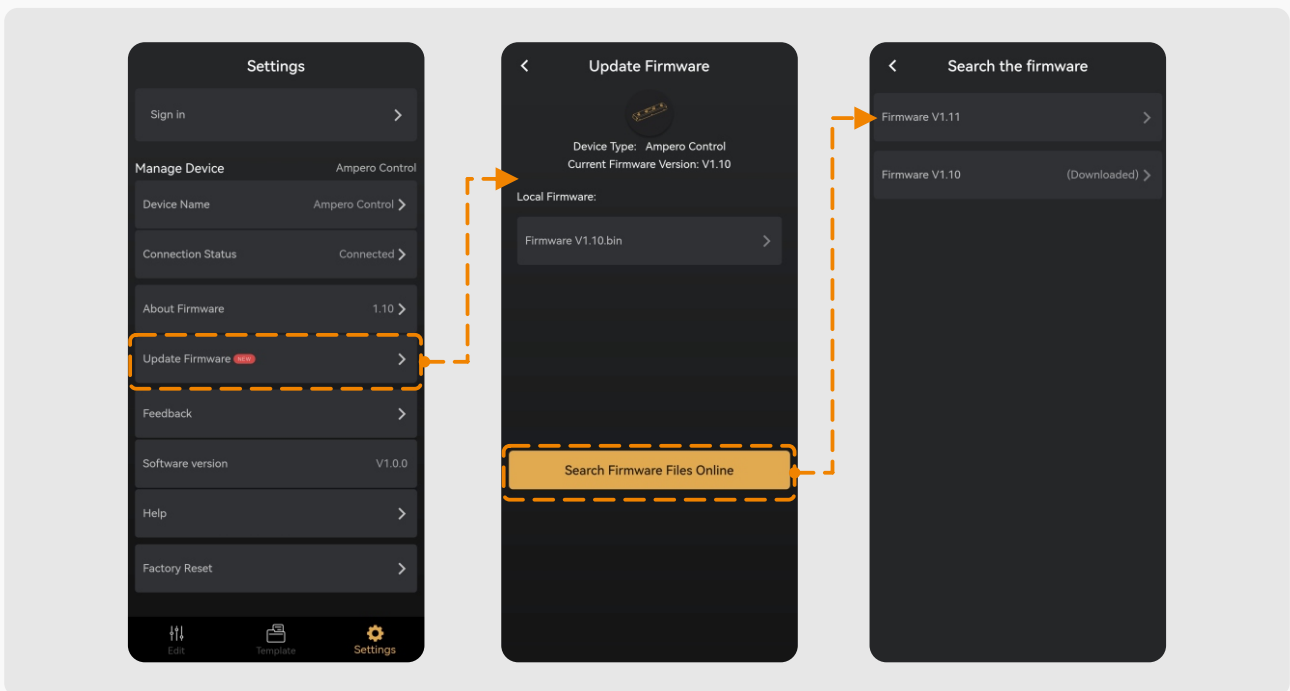 Settings
Sign in
Manage Device Ampero Control
Device Name Ampero Control
Connection Status Connected
About Firmware 1.10
Update Firmware NEW
Feedback
Software version V1.0.0
Help
Factory Reset
Edit Template Settings
Update Firmware
Device Type: Ampero Control
Current Firmware Version: V1.10
Local Firmware:
Firmware V1.10.bin
Search Firmware Files Online
Search the firmware
Firmware V1.11
Firmware V1.10 (Downloaded)